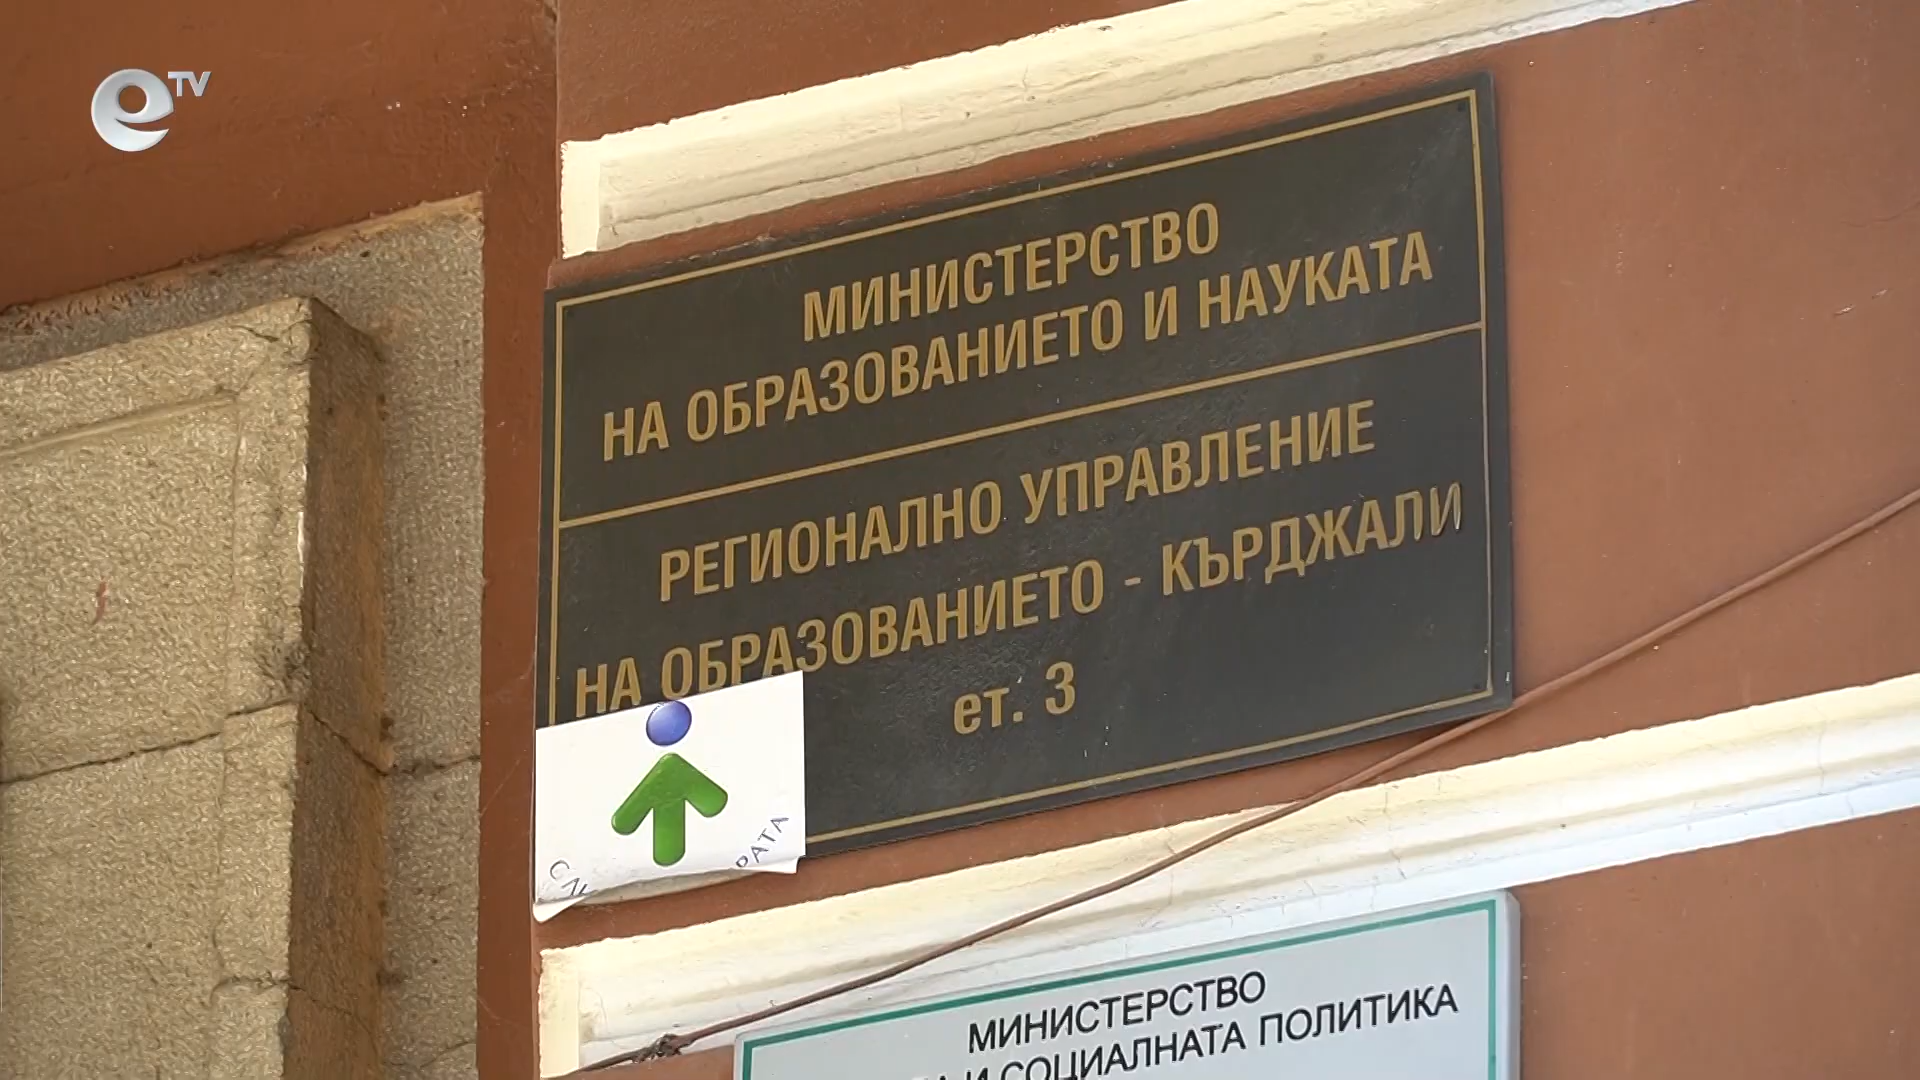 eTV
МИНИСТЕРСТВО
НА ОБРАЗОВАНИЕТО И НАУКАТА
РЕГИОНАЛНО УПРАВЛЕНИЕ
НА ОБРАЗОВАНИЕТО - КЪРДЖАЛИ
ет. 3
МИНИСТЕРСТВО
И СОЦИАЛНАТА ПОЛИТИКА